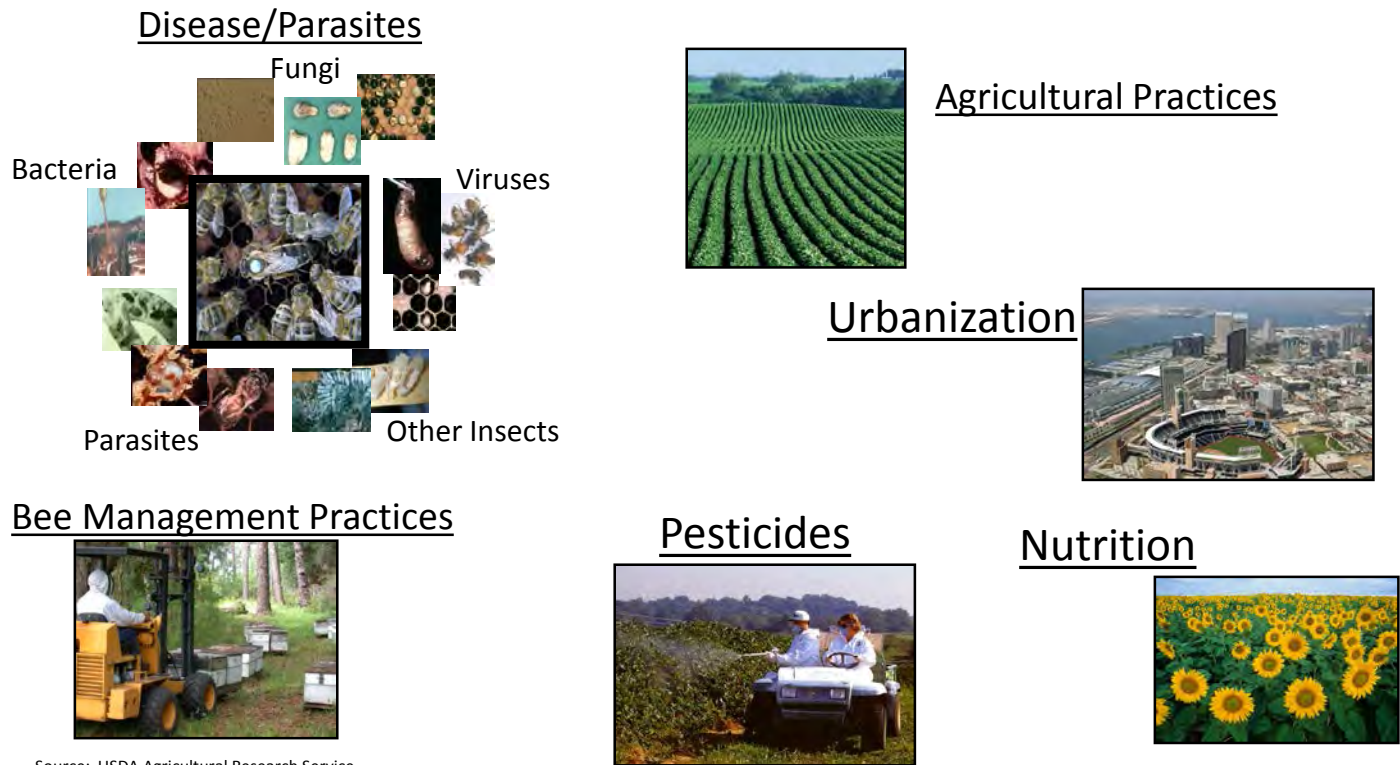 Disease/Parasites
Fungi
Bacteria
Viruses
Parasites
Other Insects
Agricultural Practices
Urbanization
Bee Management Practices
Pesticides
Nutrition
Source: USDA Agricultural Research Service